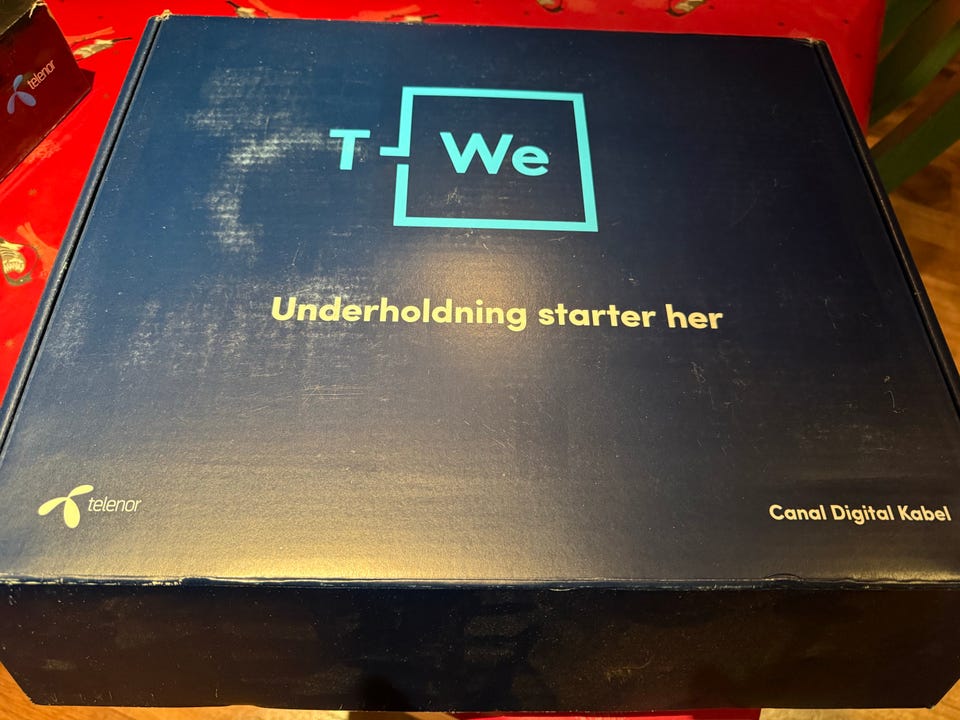 telenor
T-We
Underholdning starter her
telenor
Canal Digital Kabel